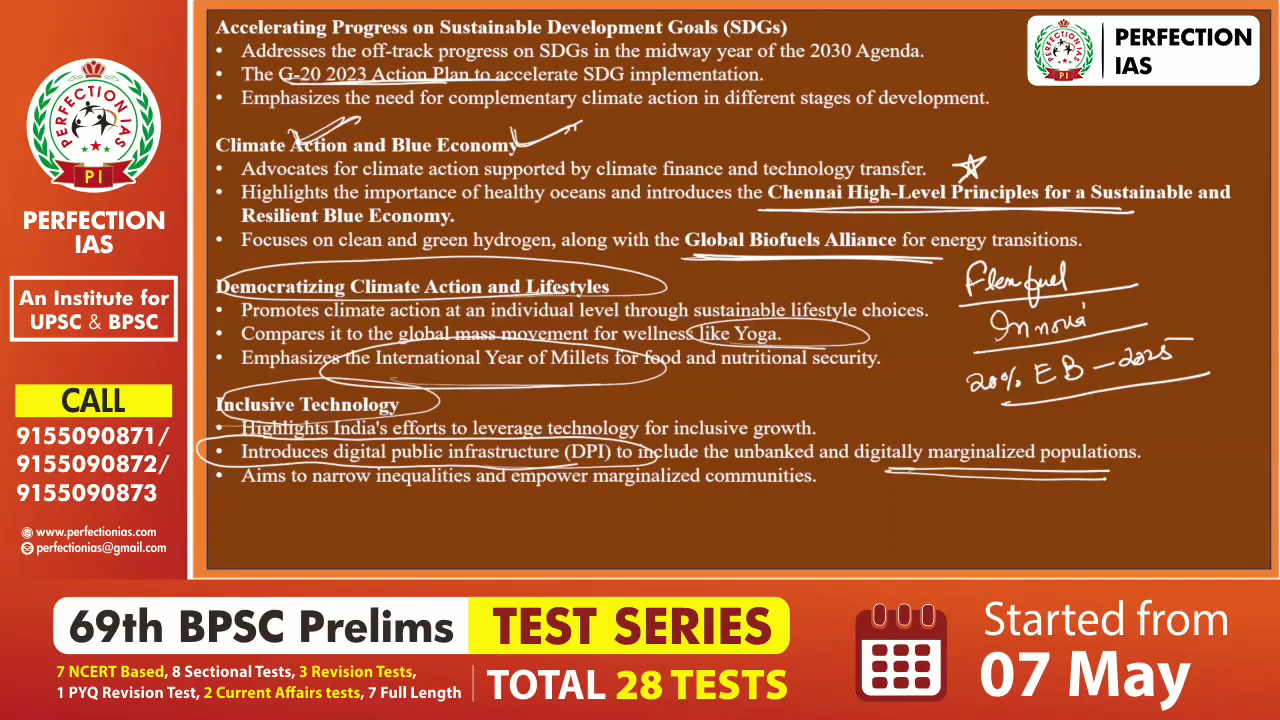 Accelerating Progress on Sustainable Development Goals (SDGs)
• Addresses the off-track progress on SDGs in the midway year of the 2030 Agenda.
• The G-20 2023 Action Plan to accelerate SDG implementation.
• Emphasizes the need for complementary climate action in different stages of development.
Climate Action and Blue Economy
• Advocates for climate action supported by climate finance and technology transfer.
• Highlights the importance of healthy oceans and introduces the Chennai High-Level Principles for a Sustainable and
Resilient Blue Economy.
• Focuses on clean and green hydrogen, along with the Global Biofuels Alliance for energy transitions.
Democratizing Climate Action and Lifestyles
• Promotes climate action at an individual level through sustainable lifestyle choices.
• Compares it to the global mass movement for wellness like Yoga.
• Emphasizes the International Year of Millets for food and nutritional security.
Inclusive Technology
• Highlights India's efforts to leverage technology for inclusive growth.
• Introduces digital public infrastructure (DPI) to include the unbanked and digitally marginalized populations.
• Aims to narrow inequalities and empower marginalized communities.
Flex fuel
Innova
20% EB - 2025
PERFECTION
IAS
PERFECTION IAS
PI
PERFECTION IAS
PI
PERFECTION
IAS
An Institute for
UPSC & BPSC
CALL
9155090871/
9155090872/
9155090873
www.perfectionias.com
perfectionias@gmail.com
69th BPSC Prelims
TEST SERIES
7 NCERT Based, 8 Sectional Tests, 3 Revision Tests,
1 PYQ Revision Test, 2 Current Affairs tests, 7 Full Length
TOTAL 28 TESTS
Started from
07 May